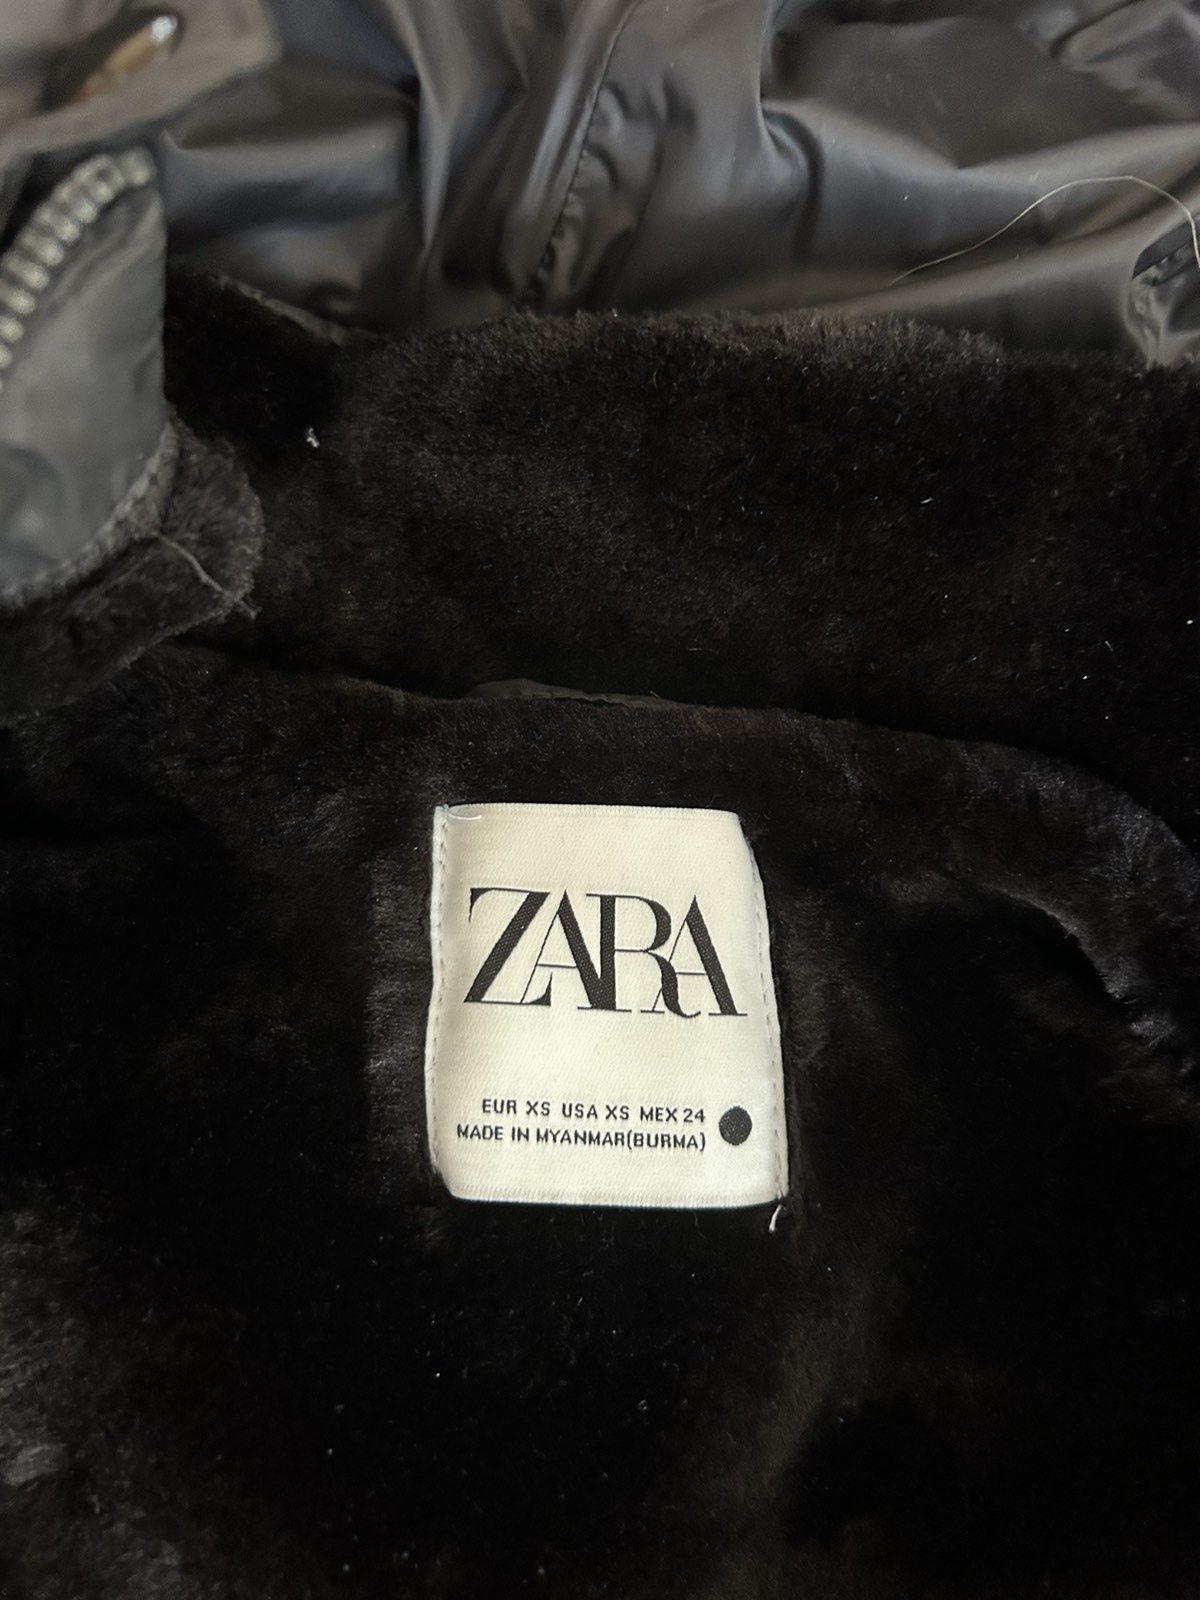 ZARA
EUR XS USA XS MEX 24
MADE IN MYANMAR(BURMA)